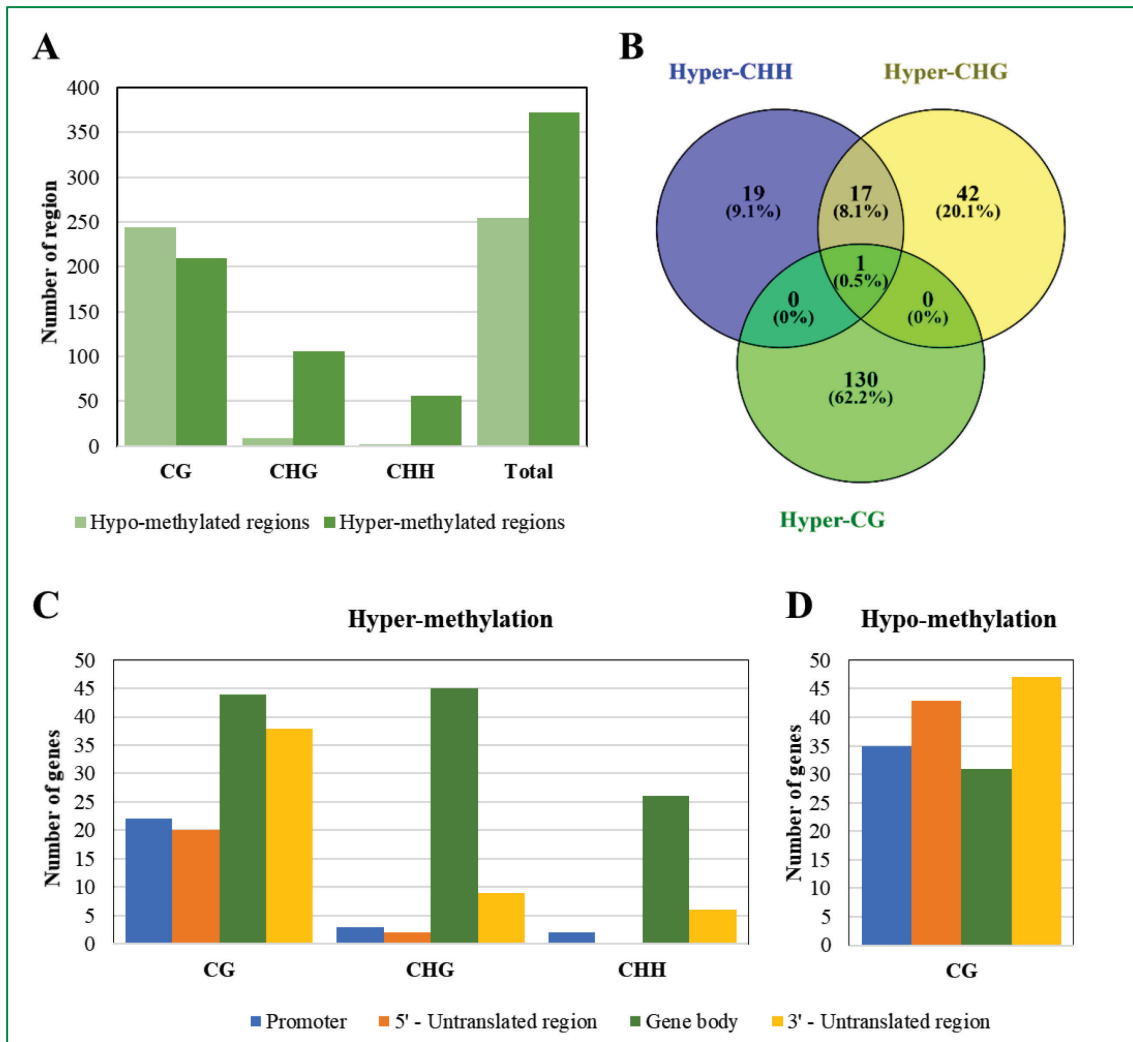 A
Number of region
400
350
300
250
200
150
100
50
0
CG CHG CHH Total
Hypo-methylated regions Hyper-methylated regions
B
Hyper-CHH Hyper-CHG
19
(9.1%)
17
(8.1%)
42
(20.1%)
1
(0.5%)
0
(0%)
0
(0%)
130
(62.2%)
Hyper-CG
C
Hyper-methylation
Number of genes
50
45
40
35
30
25
20
15
10
5
0
CG CHG CHH
D
Hypo-methylation
Number of genes
50
45
40
35
30
25
20
15
10
5
0
CG
Promoter 5' - Untranslated region Gene body 3' - Untranslated region